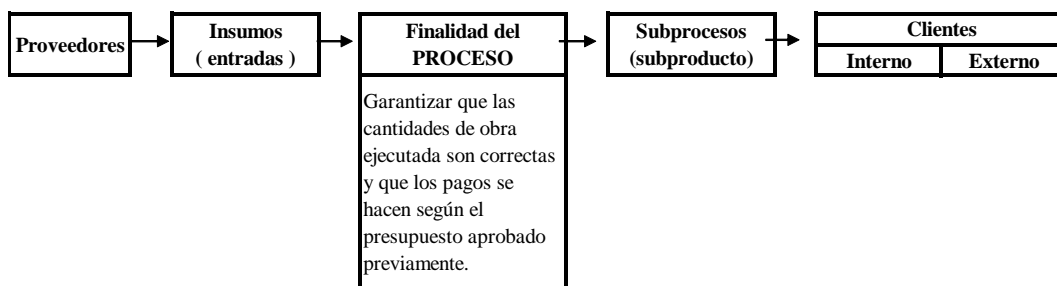 Proveedores
Insumos
( entradas )
Finalidad del
PROCESO
Subprocesos
(subproducto)
Clientes
Interno
Externo
Garantizar que las
cantidades de obra
ejecutada son correctas
y que los pagos se
hacen según el
presupuesto aprobado
previamente.